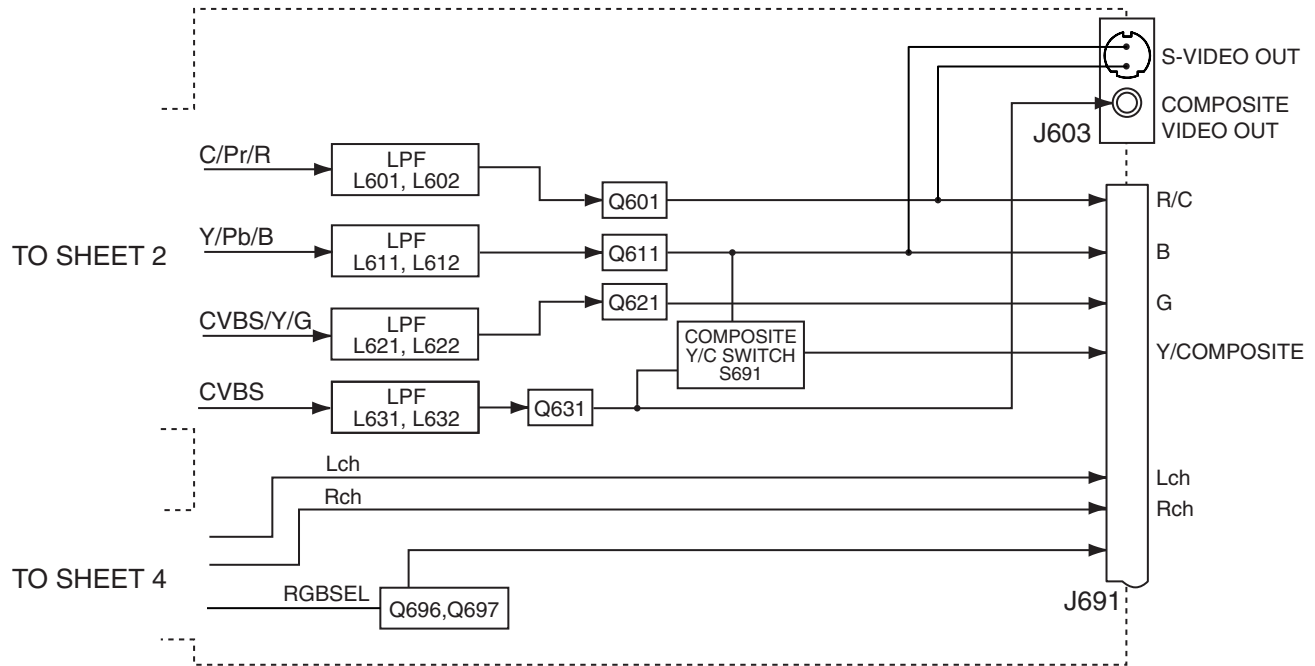 S-VIDEO OUT
COMPOSITE
VIDEO OUT
J603
C/Pr/R
LPF
L601, L602
Q601
R/C
TO SHEET 2
Y/Pb/B
LPF
L611, L612
Q611
B
Q621
G
CVBS/Y/G
LPF
L621, L622
COMPOSITE
Y/C SWITCH
S691
Y/COMPOSITE
CVBS
LPF
L631, L632
Q631
Lch
Lch
Rch
Rch
TO SHEET 4
RGBSEL
Q696,Q697
J691